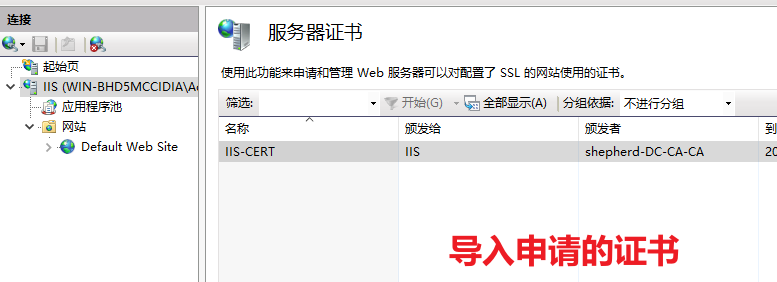 连接
起始页
IIS (WIN-BHD5MCCIDIA\A
应用程序池
网站
Default Web Site
服务器证书
使用此功能来申请和管理 Web 服务器可以对配置了 SSL 的网站使用的证书。
筛选: 开始(G) 全部显示(A) 分组依据: 不进行分组
名称 颁发给 颁发者 到
IIS-CERT IIS shepherd-DC-CA-CA 20
导入申请的证书